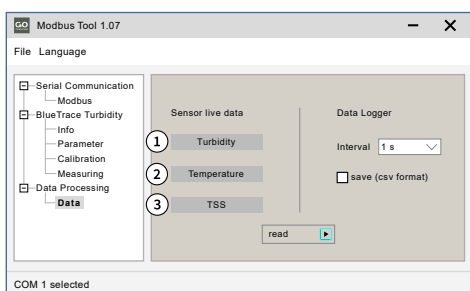 GO Modbus Tool 1.07
File Language
Serial Communication
Modbus
BlueTrace Turbidity
Info
Parameter
Calibration
Measuring
Data Processing
Data
Sensor live data
1 Turbidity
2 Temperature
3 TSS
Data Logger
Interval 1 s
save (csv format)
read
COM 1 selected